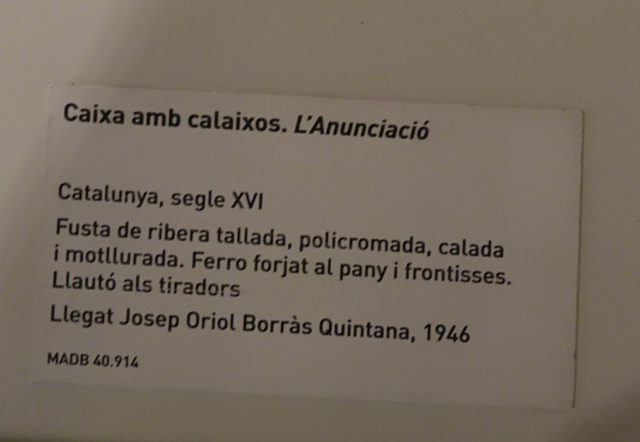 Caixa amb calaixos. L'Anunciació
Catalunya, segle XVI
Fusta de ribera tallada, policromada, calada
i motllurada. Ferro forjat al pany i frontisses.
Llautó als tiradors
Llegat Josep Oriol Borràs Quintana, 1946
MADB 40.914